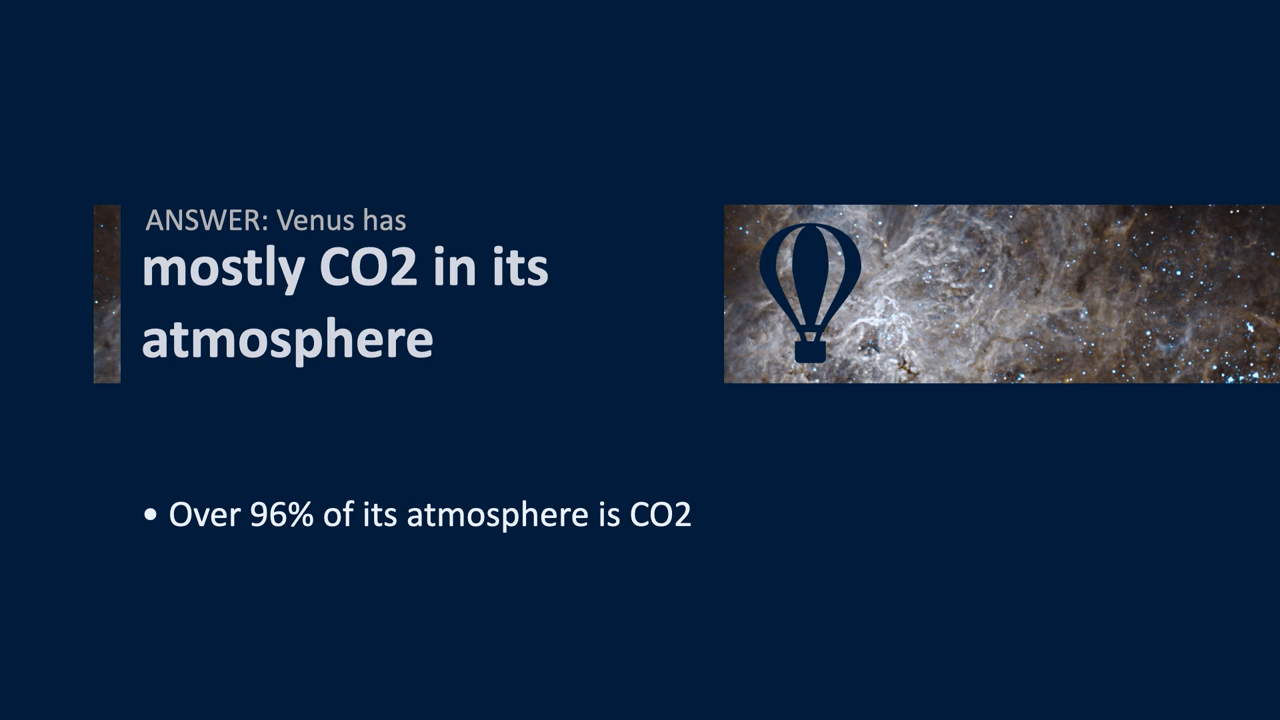 ANSWER: Venus has
mostly CO2 in its
atmosphere
• Over 96% of its atmosphere is CO2